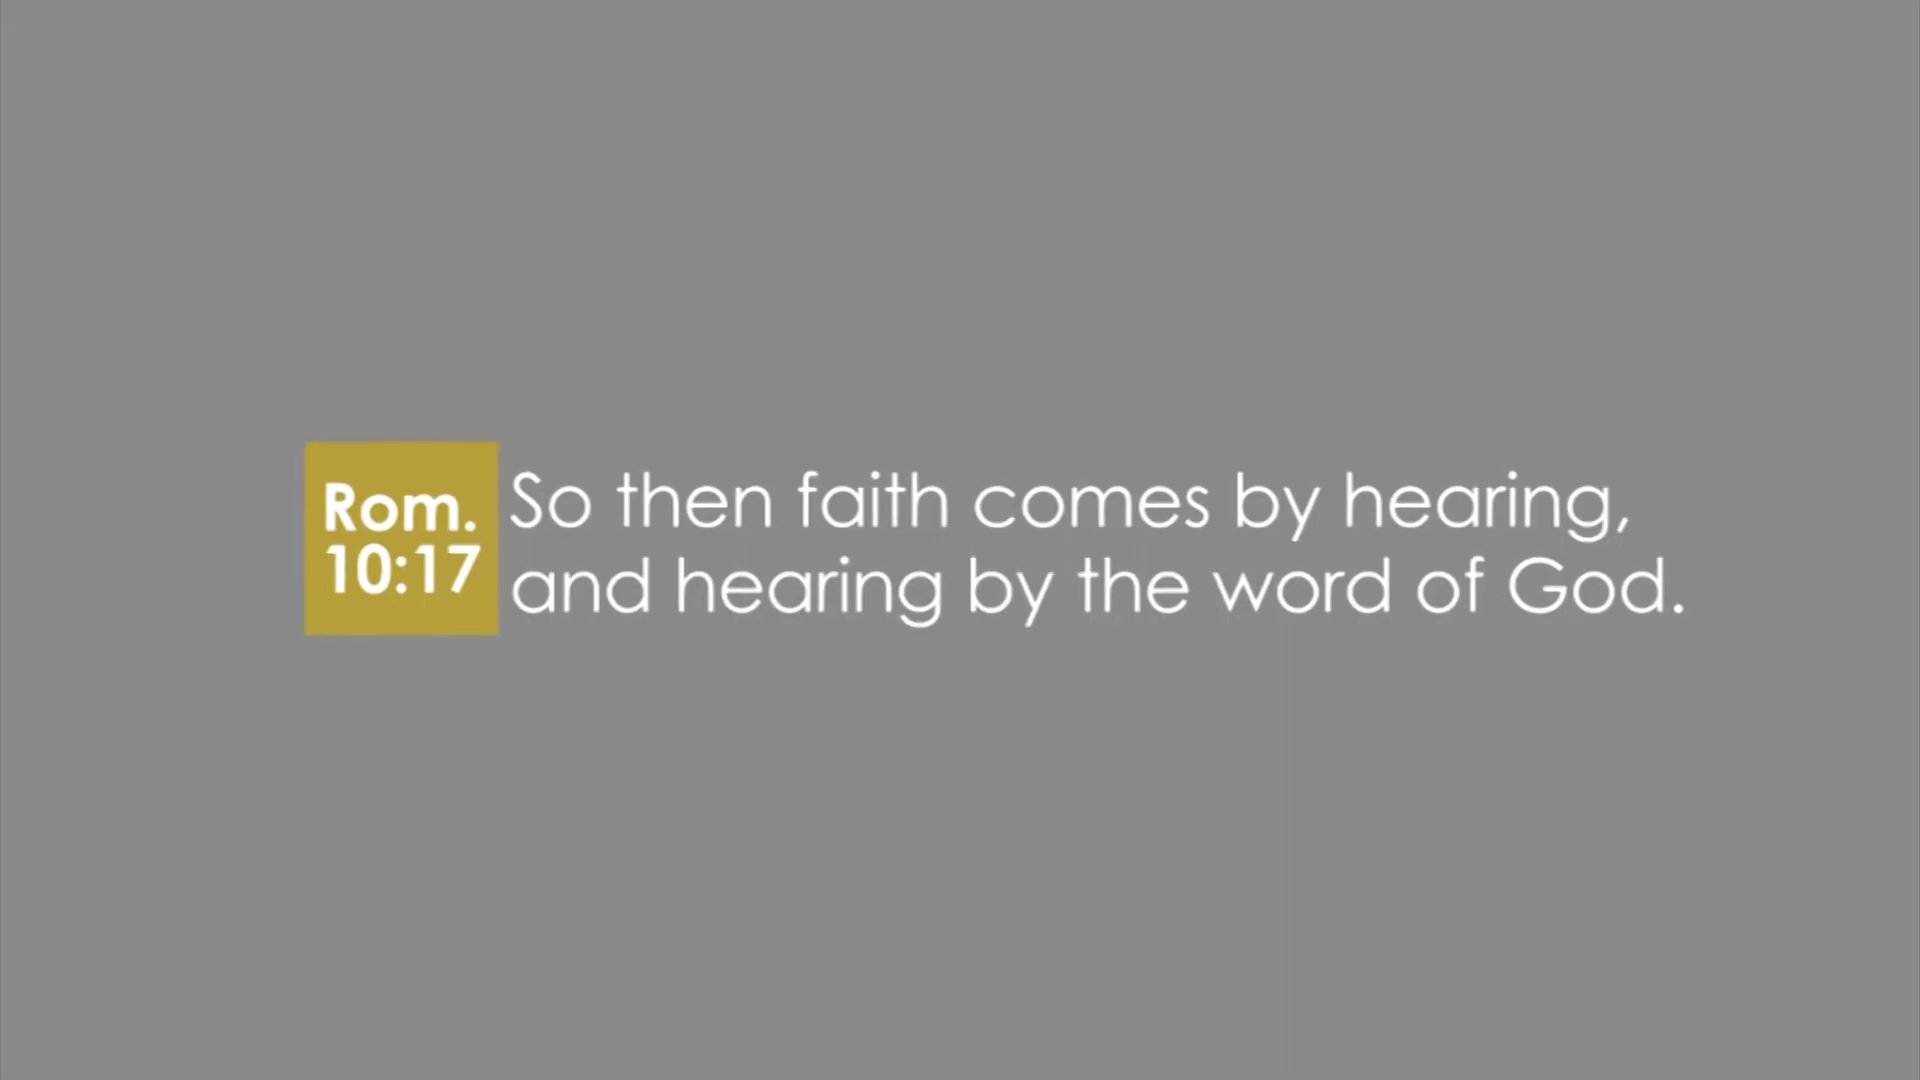 Rom.
10:17
So then faith comes by hearing,
and hearing by the word of God.